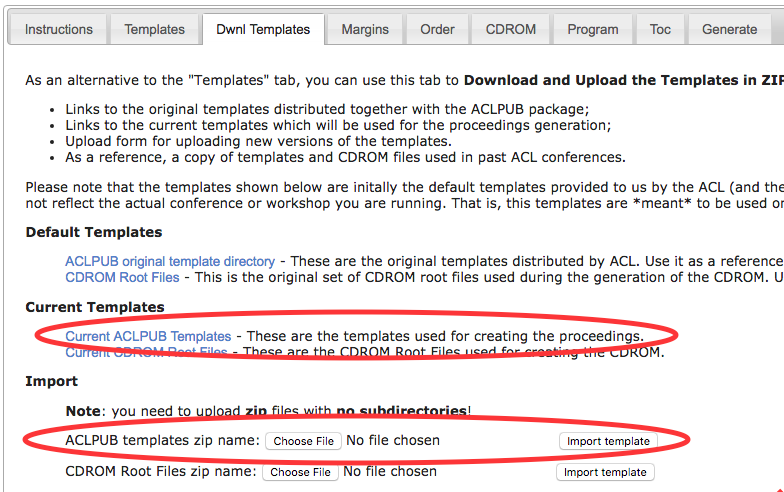 Instructions Templates Dwnl Templates Margins Order CDROM Program Toc Generate
As an alternative to the "Templates" tab, you can use this tab to Download and Upload the Templates in ZIP
• Links to the original templates distributed together with the ACLPUB package;
• Links to the current templates which will be used for the proceedings generation;
• Upload form for uploading new versions of the templates.
• As a reference, a copy of templates and CDROM files used in past ACL conferences.
Please note that the templates shown below are initally the default templates provided to us by the ACL (and the
not reflect the actual conference or workshop you are running. That is, this templates are *meant* to be used
Default Templates
ACLPUB original template directory - These are the original templates distributed by ACL. Use it as a reference
CDROM Root Files - This is the original set of CDROM root files used during the generation of the CDROM. U
Current Templates
Current ACLPUB Templates - These are the templates used for creating the proceedings.
Current CDROM Root Files - These are the CDROM Root Files used for creating the CDROM.
Import
Note: you need to upload zip files with no subdirectories!
ACLPUB templates zip name: Choose File No file chosen Import template
CDROM Root Files zip name: Choose File No file chosen Import template